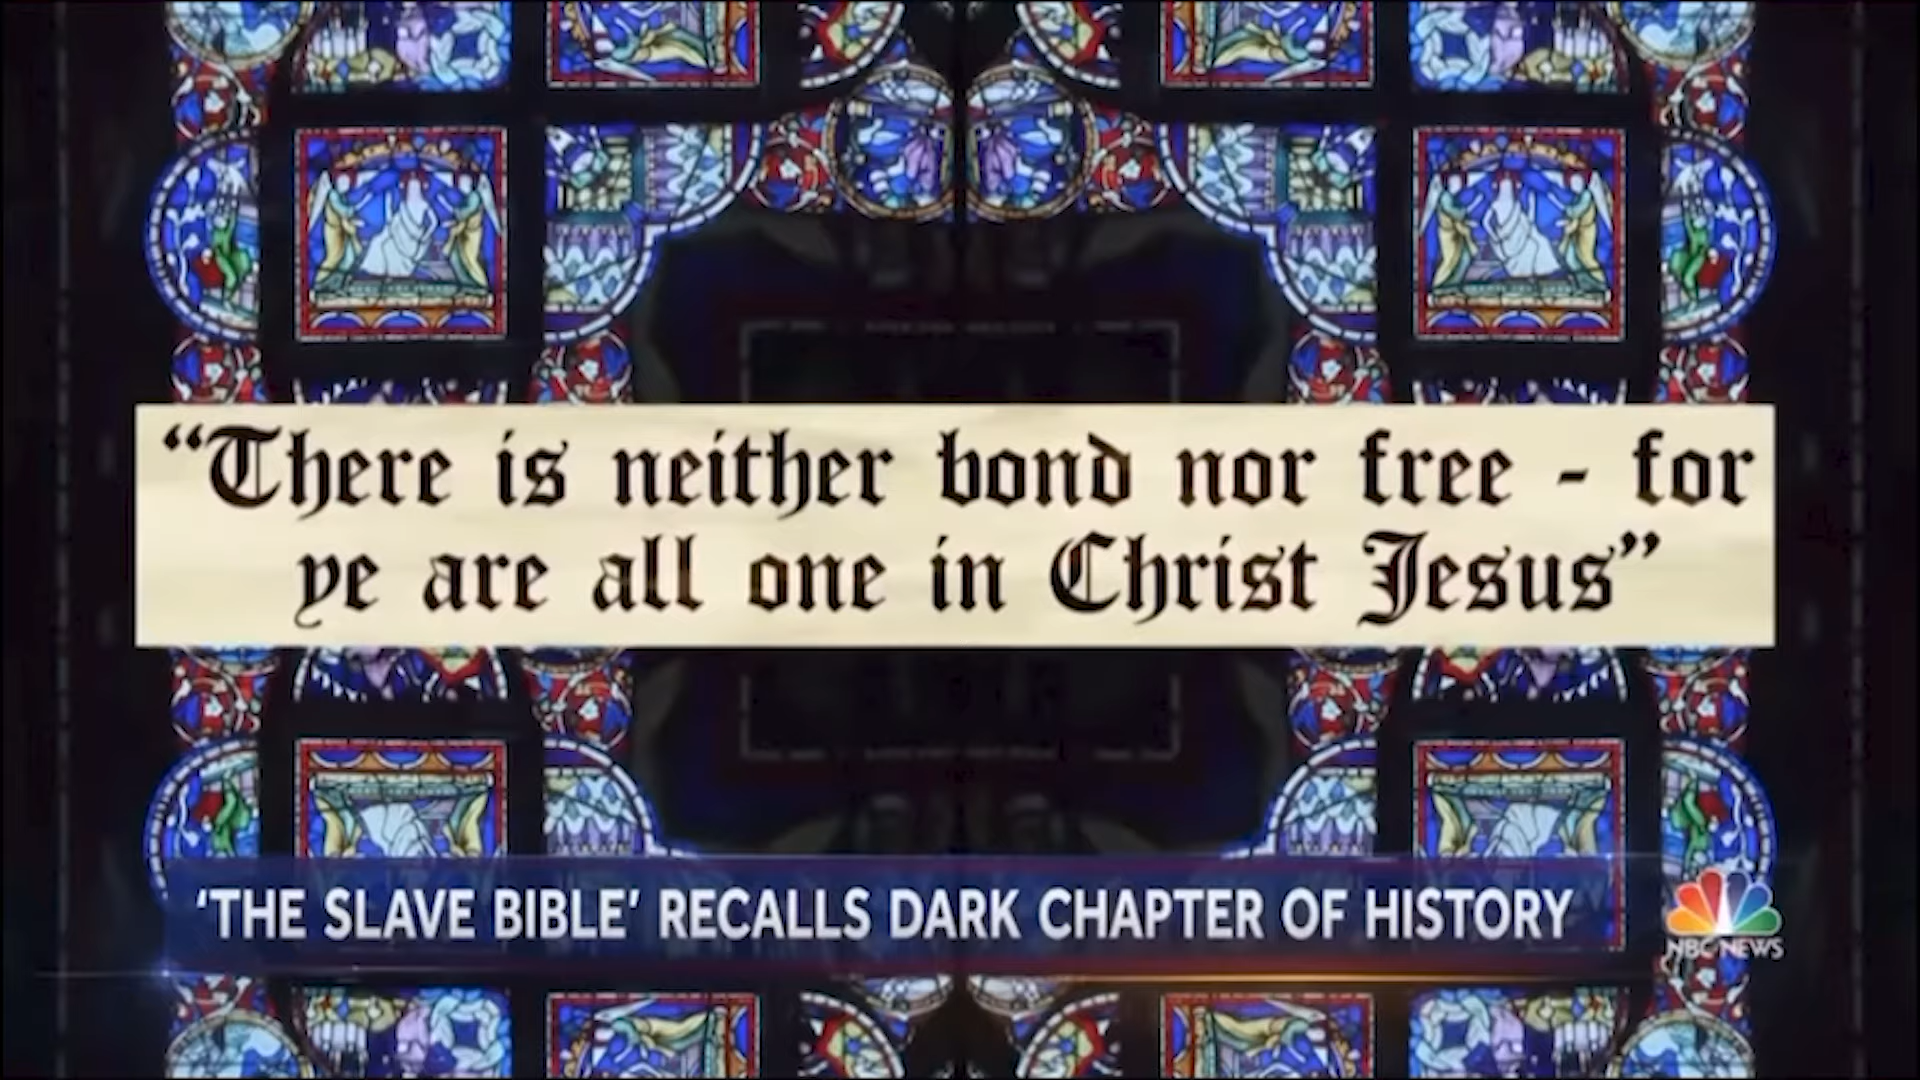 “There is neither bond nor free - for
ye are all one in Christ Jesus”
‘THE SLAVE BIBLE’ RECALLS DARK CHAPTER OF HISTORY
NBC NEWS